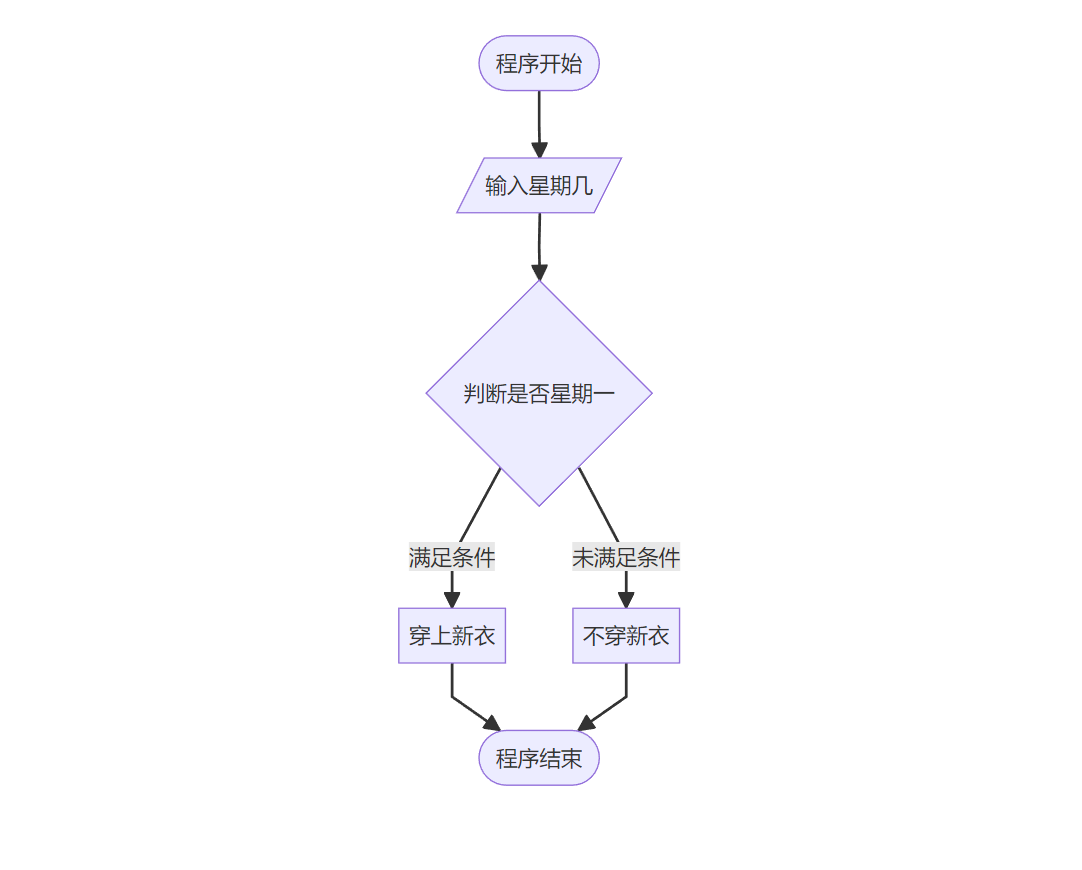 程序开始
输入星期几
判断是否星期一
满足条件
未满足条件
穿上新衣
不穿新衣
程序结束